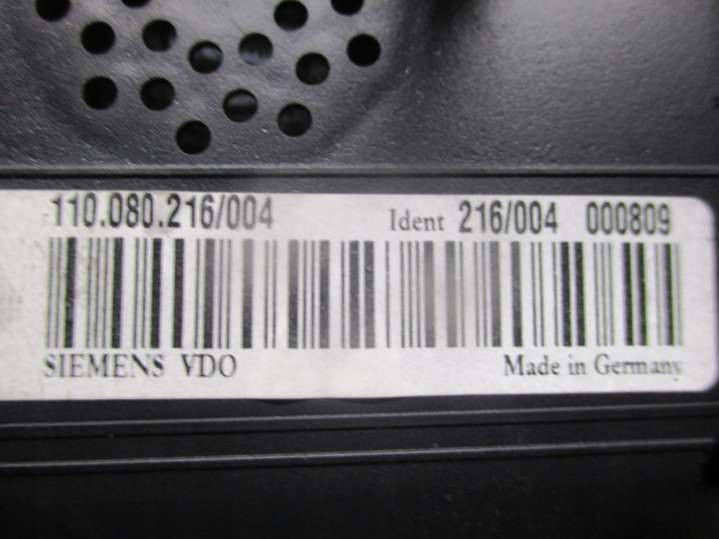 110.080.216/004 Ident 216/004 000809
SIEMENS VDO Made in Germany